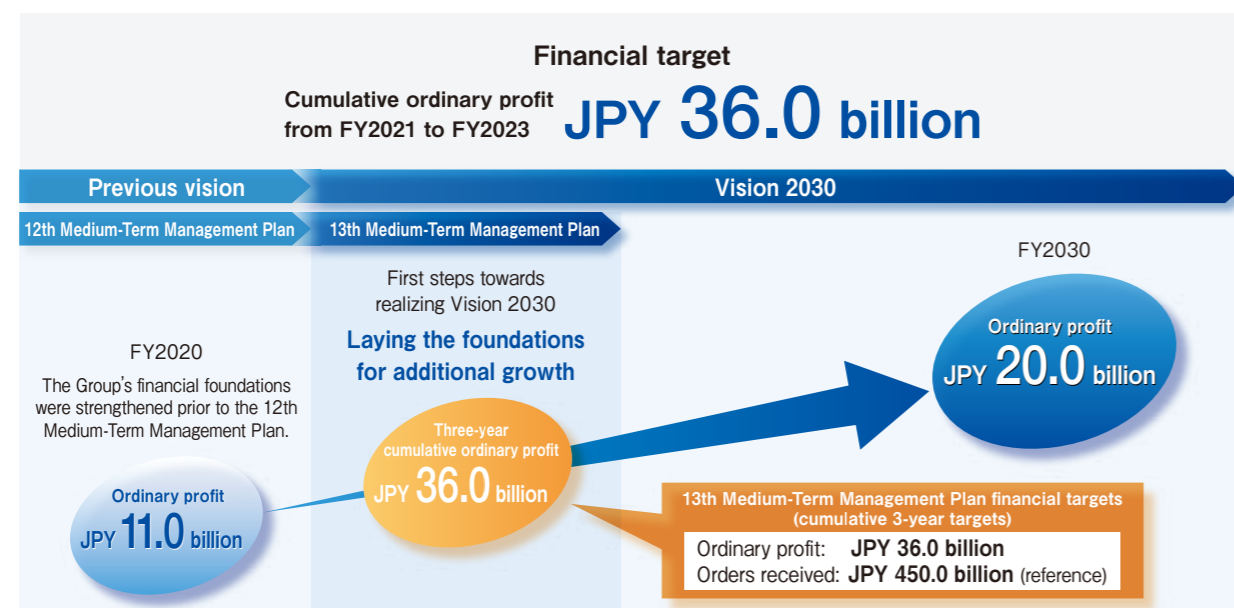 Financial target
Cumulative ordinary profit
from FY2021 to FY2023
JPY 36.0 billion
Previous vision
Vision 2030
12th Medium-Term Management Plan
13th Medium-Term Management Plan
FY2020
The Group's financial foundations
were strengthened prior to the 12th
Medium-Term Management Plan.
Ordinary profit
JPY 11.0 billion
First steps towards
realizing Vision 2030
Laying the foundations
for additional growth
Three-year
cumulative ordinary profit
JPY 36.0 billion
FY2030
Ordinary profit
JPY 20.0 billion
13th Medium-Term Management Plan financial targets
(cumulative 3-year targets)
Ordinary profit: JPY 36.0 billion
Orders received: JPY 450.0 billion (reference)